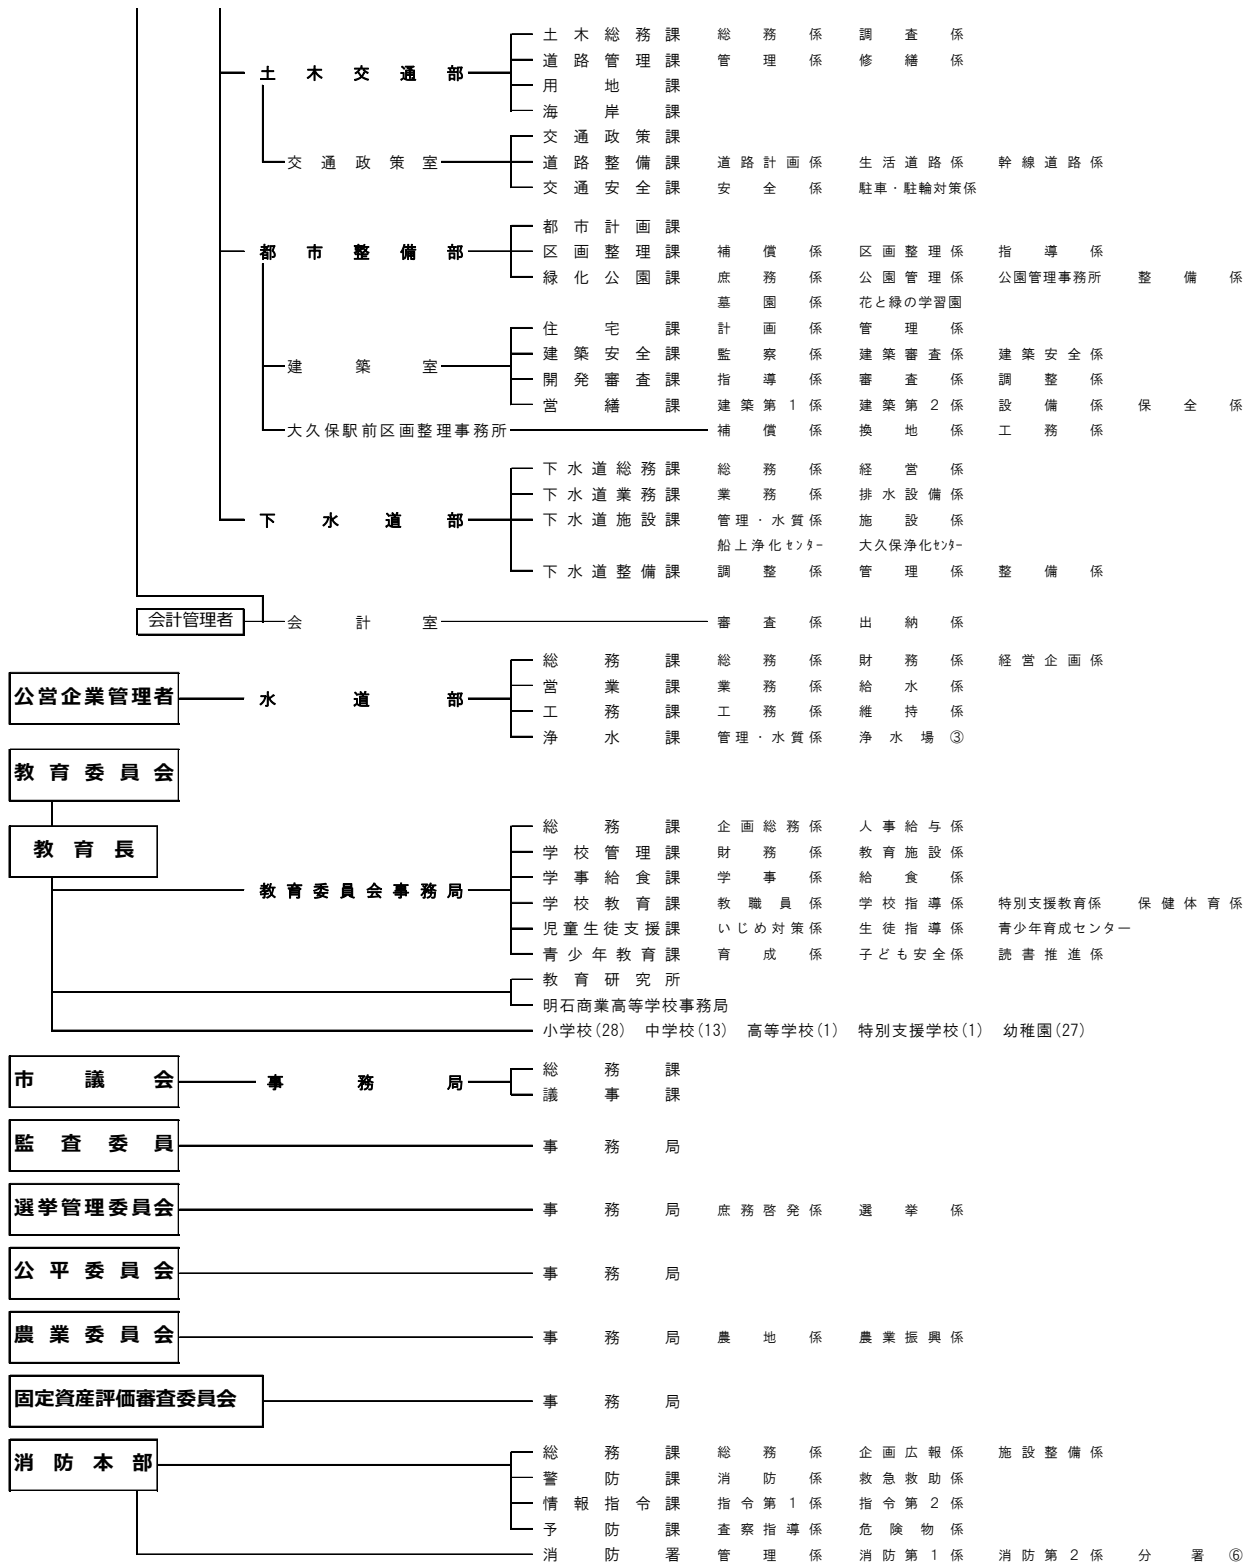 土木総務課 総務係 調査係
道路管理課 管理係 修繕係
土木交通部
用地課
海岸課
交通政策課
交通政策室 道路整備課 道路計画係 生活道路係 幹線道路係
交通安全課 安全係 駐車・駐輪対策係
都市計画課
都市整備部 区画整理課 補償係 区画整理係 指導係
緑化公園課 庶務係 公園管理係 公園管理事務所 整備係
墓園係 花と緑の学習園
住宅課 計画係 管理係
建築安全課 監察係 建築審査係 建築安全係
建築室
開発審査課 指導係 審査係 調整係
営繕課 建築第1係 建築第2係 設備係 保全係
大久保駅前区画整理事務所 補償係 換地係 工務係
下水道総務課 総務係 経営係
下水道業務課 業務係 排水設備係
下水道部 下水道施設課 管理・水質係 施設係
船上浄化センター 大久保浄化センター
下水道整備課 調整係 管理係 整備係
会計管理者 会計室 審査係 出納係
総務課 総務係 財務係 経営企画係
営業課 業務係 給水係
公営企業管理者 水道部
工務課 工務係 維持係
浄水課 管理・水質係 浄水場③
教育委員会
総務課 企画総務係 人事給与係
教育長
学校管理課 財務係 教育施設係
学事給食課 学事係 給食係
教育委員会事務局
学校教育課 教職員係 学校指導係 特別支援教育係 保健体育係
児童生徒支援課 いじめ対策係 生徒指導係 青少年育成センター
青少年教育課 育成係 子ども安全係 読書推進係
教育研究所
明石商業高等学校事務局
小学校(28) 中学校(13) 高等学校(1) 特別支援学校(1) 幼稚園(27)
総務課
市議会 事務局
議事課
監査委員 事務局
選挙管理委員会 事務局 庶務啓発係 選挙係
公平委員会 事務局
農業委員会 事務局 農地係 農業振興係
固定資産評価審査委員会 事務局
総務課 総務係 企画広報係 施設整備係
消防本部
警防課 消防係 救急救助係
情報指令課 指令第1係 指令第2係
予防課 査察指導係 危険物係
消防署 管理係 消防第1係 消防第2係 分署⑥